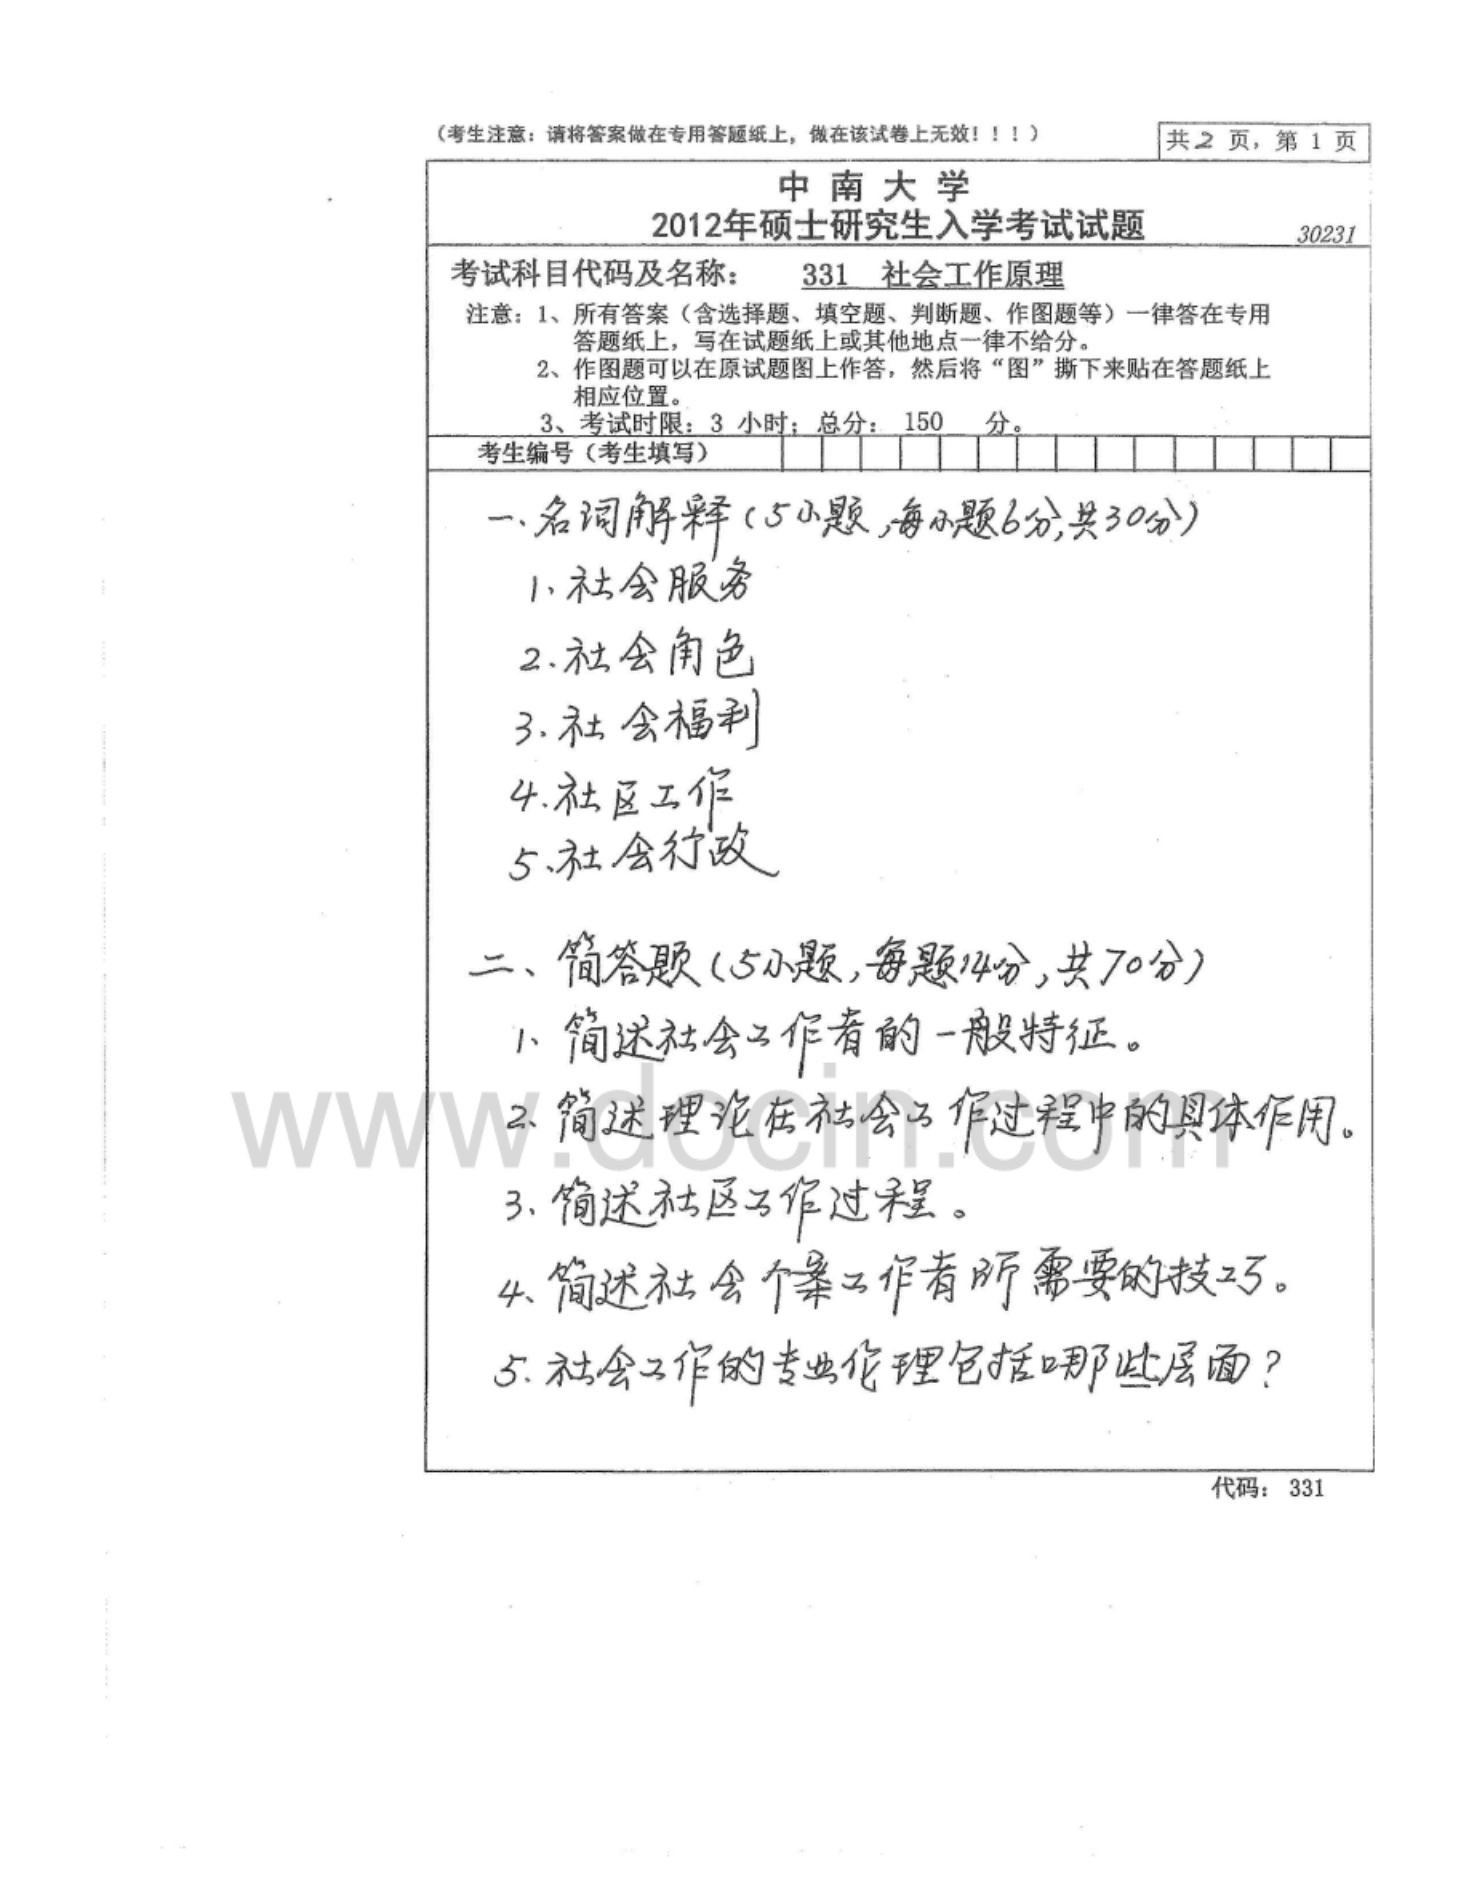 （考生注意：请将答案做在专用答题纸上，做在该试卷上无效！！！）
共 2 页，第 1 页
中 南 大 学
2012年硕士研究生入学考试试题
30231
考试科目代码及名称： 331 社会工作原理
注意：1、所有答案（含选择题、填空题、判断题、作图题等）一律答在专用
答题纸上，写在试题纸上或其他地点一律不给分。
2、作图题可以在原试题图上作答，然后将“图”撕下来贴在答题纸上
相应位置。
3、考试时限：3 小时；总分： 150 分。
考生编号（考生填写）
一、名词解释（5小题，每小题6分，共30分）
1、社会服务
2、社会角色
3、社会福利
4、社区工作
5、社会行政
二、简答题（5小题，每题14分，共70分）
1、简述社会工作者的一般特征。
2、简述理论在社会工作过程中的具体作用。
www.docin.com
3、简述社区工作过程。
4、简述社会个案工作者所需要的技巧。
5、社会工作的专业伦理包括哪些层面？
代码： 331